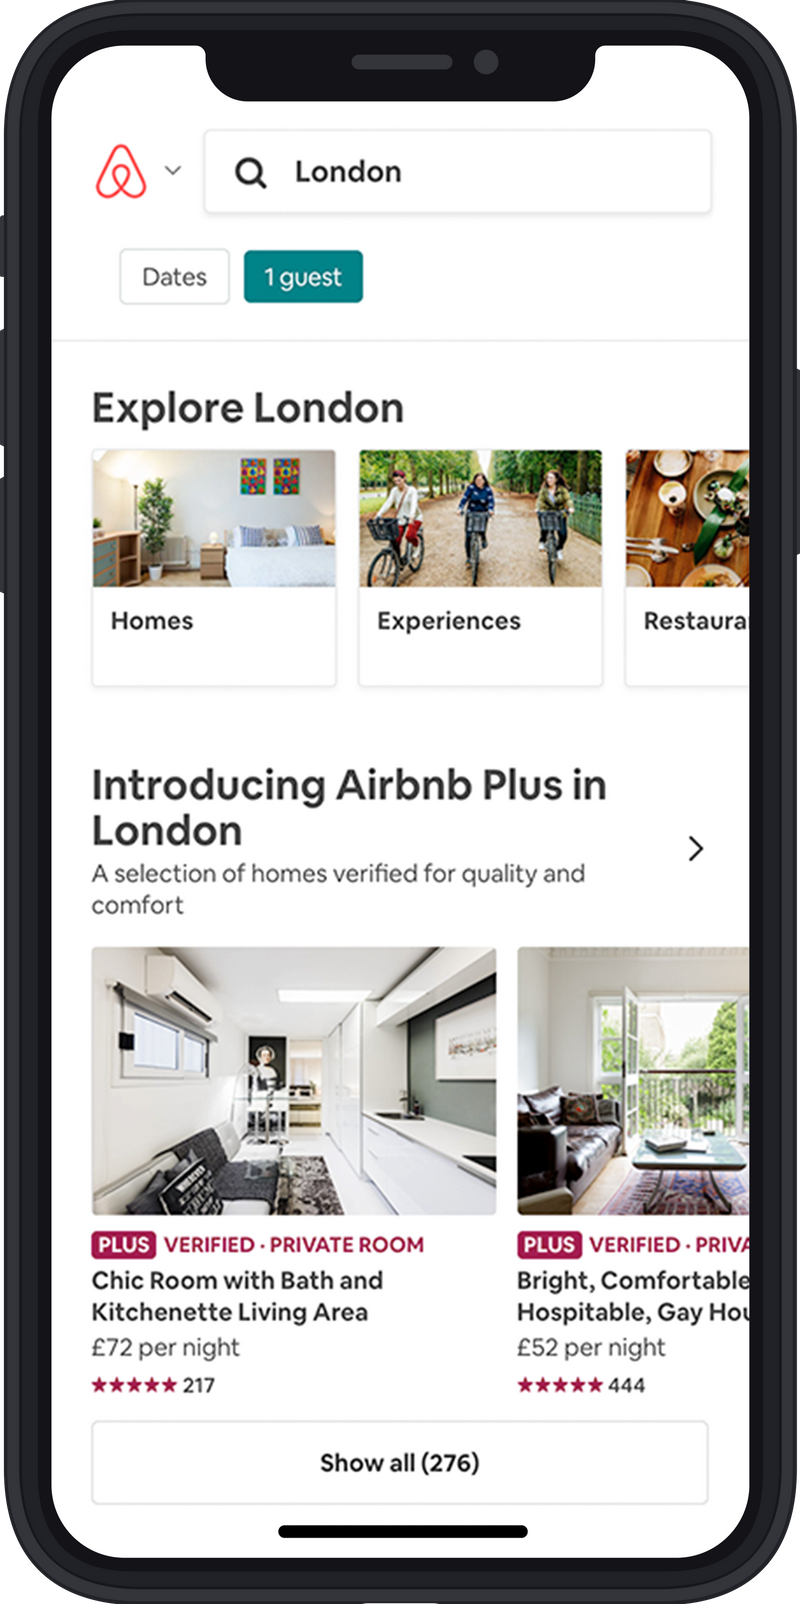 London
Dates
1 guest
Explore London
Homes
Experiences
Restaura
Introducing Airbnb Plus in
London
A selection of homes verified for quality and
comfort
PLUS VERIFIED · PRIVATE ROOM
Chic Room with Bath and
Kitchenette Living Area
£72 per night
217
PLUS VERIFIED · PRIVA
Bright, Comfortable
Hospitable, Gay Hou
£52 per night
444
Show all (276)